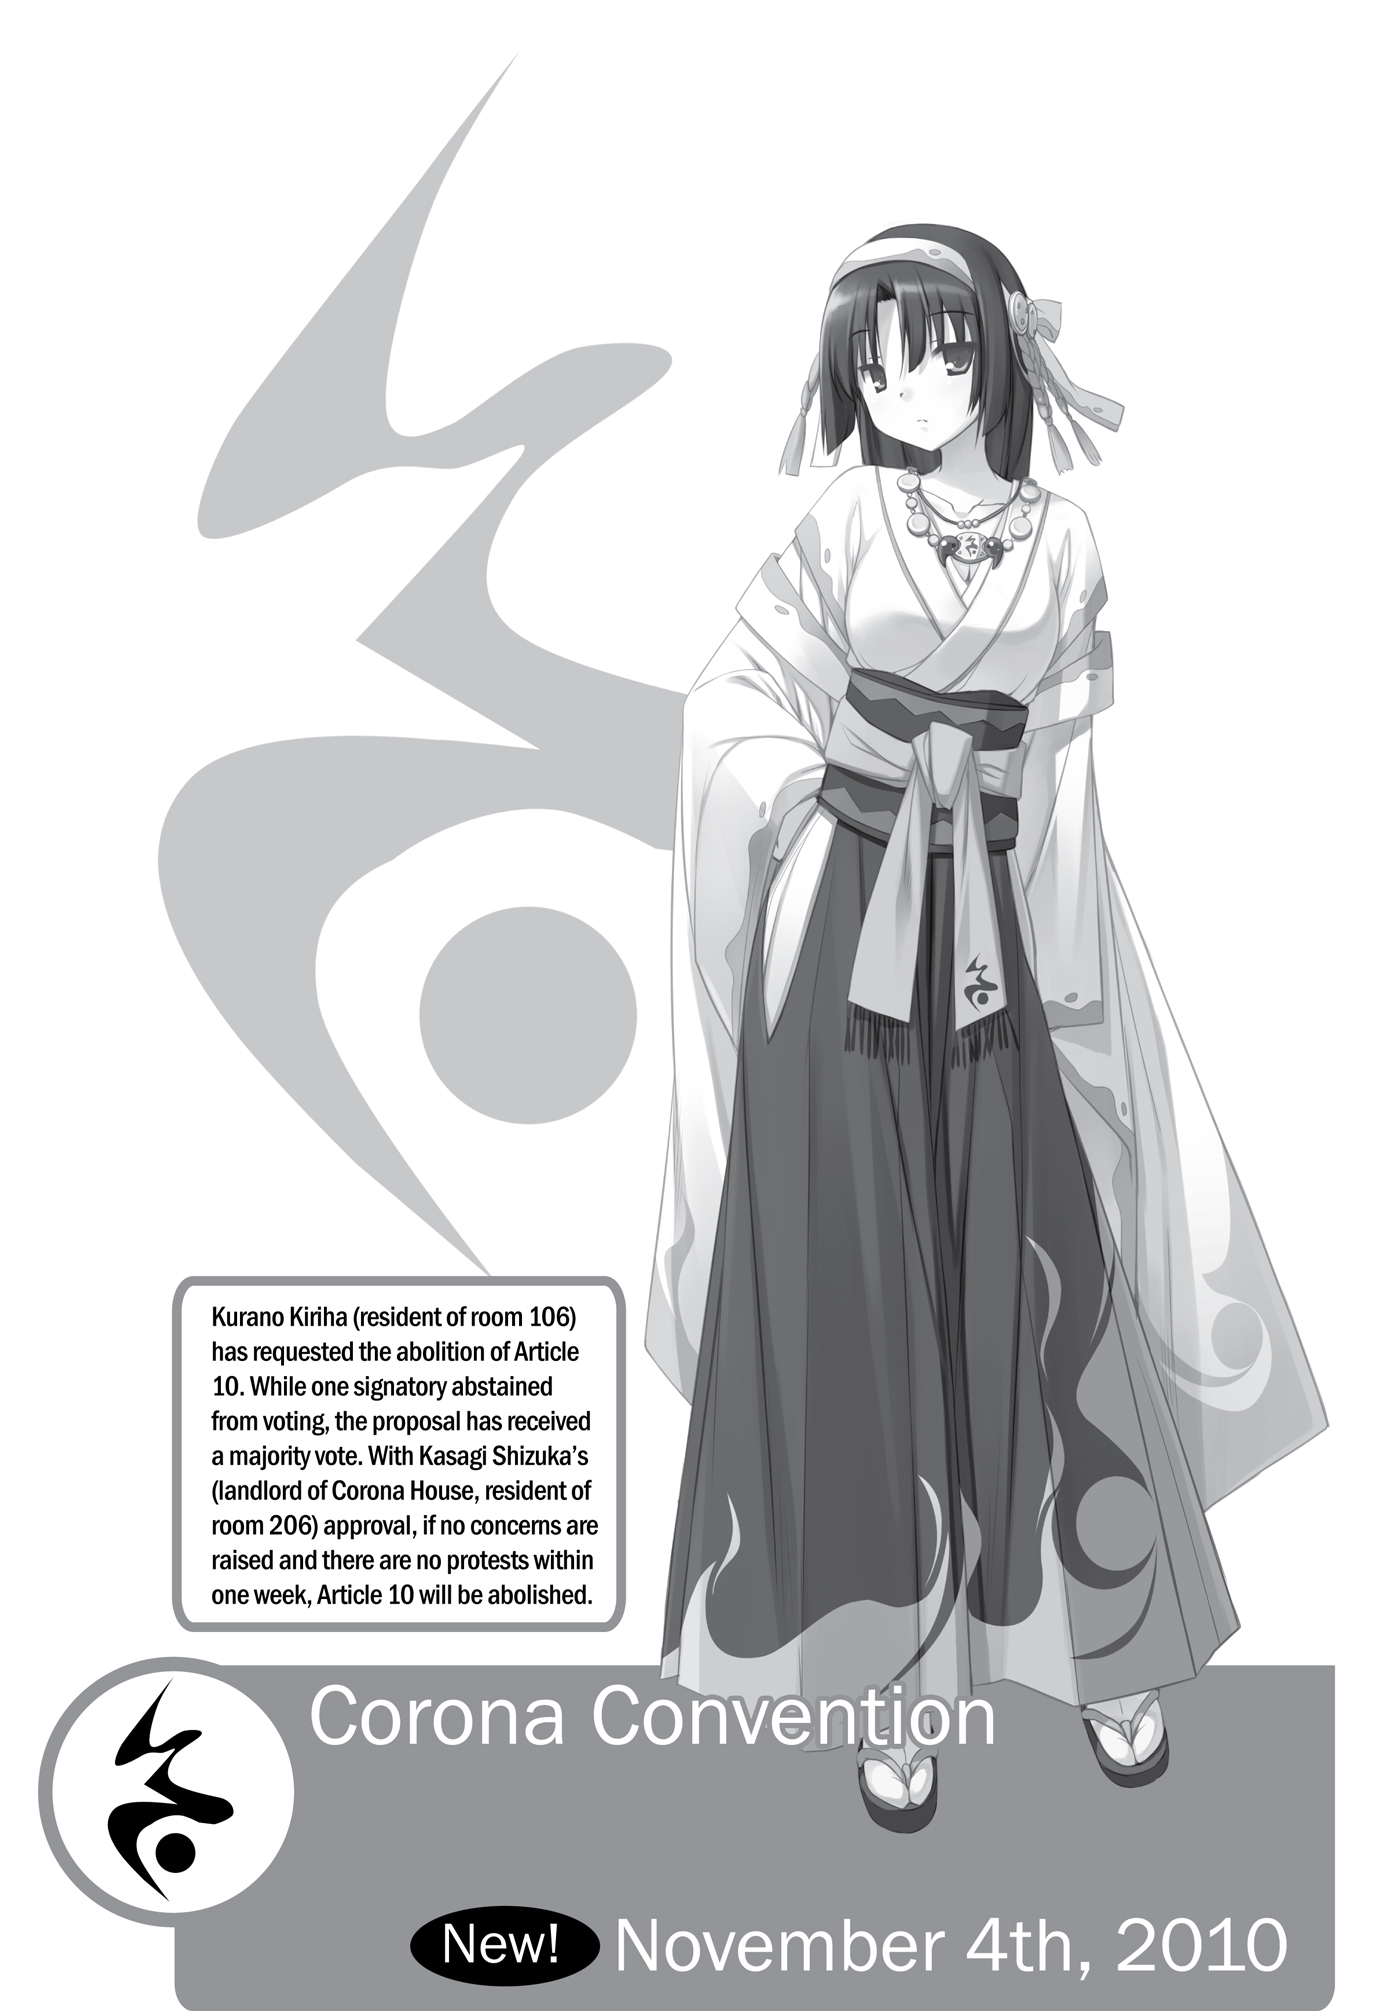 Kurano Kiriha (resident of room 106)
has requested the abolition of Article
10. While one signatory abstained
from voting, the proposal has received
a majority vote. With Kasagi Shizuka’s
(landlord of Corona House, resident of
room 206) approval, if no concerns are
raised and there are no protests within
one week, Article 10 will be abolished.
Corona Convention
New! November 4th, 2010